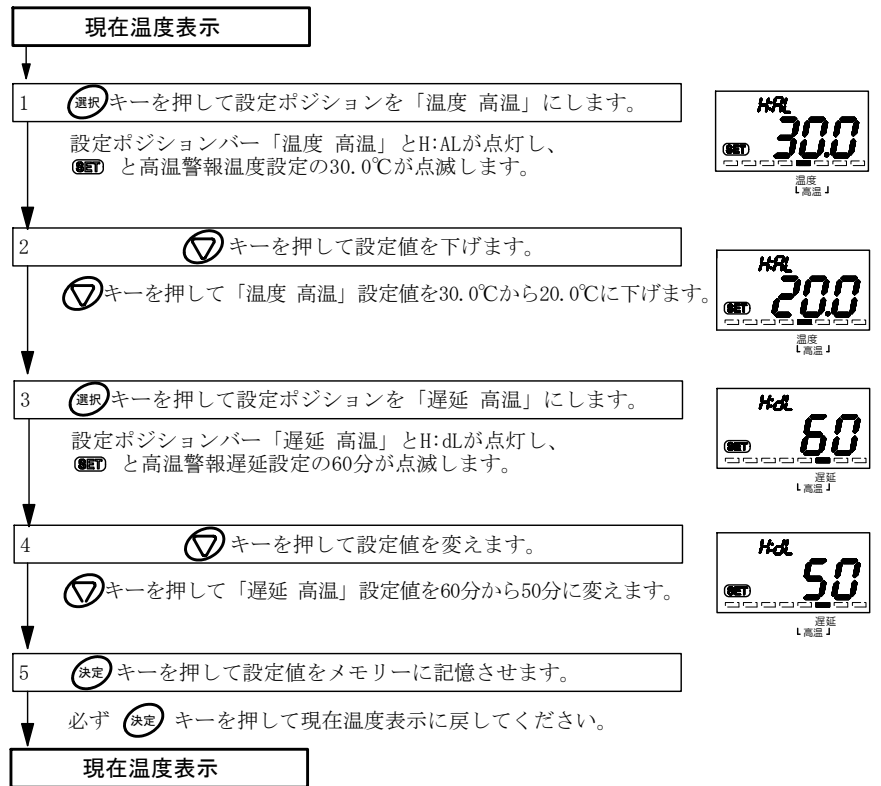 現在温度表示
1 選択キーを押して設定ポジションを「温度 高温」にします。
設定ポジションバー「温度 高温」とH:ALが点灯し、
SET と高温警報温度設定の30.0℃が点滅します。
H:AL
SET 30.0
温度
高温
2 キーを押して設定値を下げます。
キーを押して「温度 高温」設定値を30.0℃から20.0℃に下げます。
H:AL
SET 20.0
温度
高温
3 選択キーを押して設定ポジションを「遅延 高温」にします。
設定ポジションバー「遅延 高温」とH:dLが点灯し、
SET と高温警報遅延設定の60分が点滅します。
H:dL
SET 60
遅延
高温
4 キーを押して設定値を変えます。
キーを押して「遅延 高温」設定値を60分から50分に変えます。
H:dL
SET 50
遅延
高温
5 決定キーを押して設定値をメモリーに記憶させます。
必ず 決定 キーを押して現在温度表示に戻してください。
現在温度表示